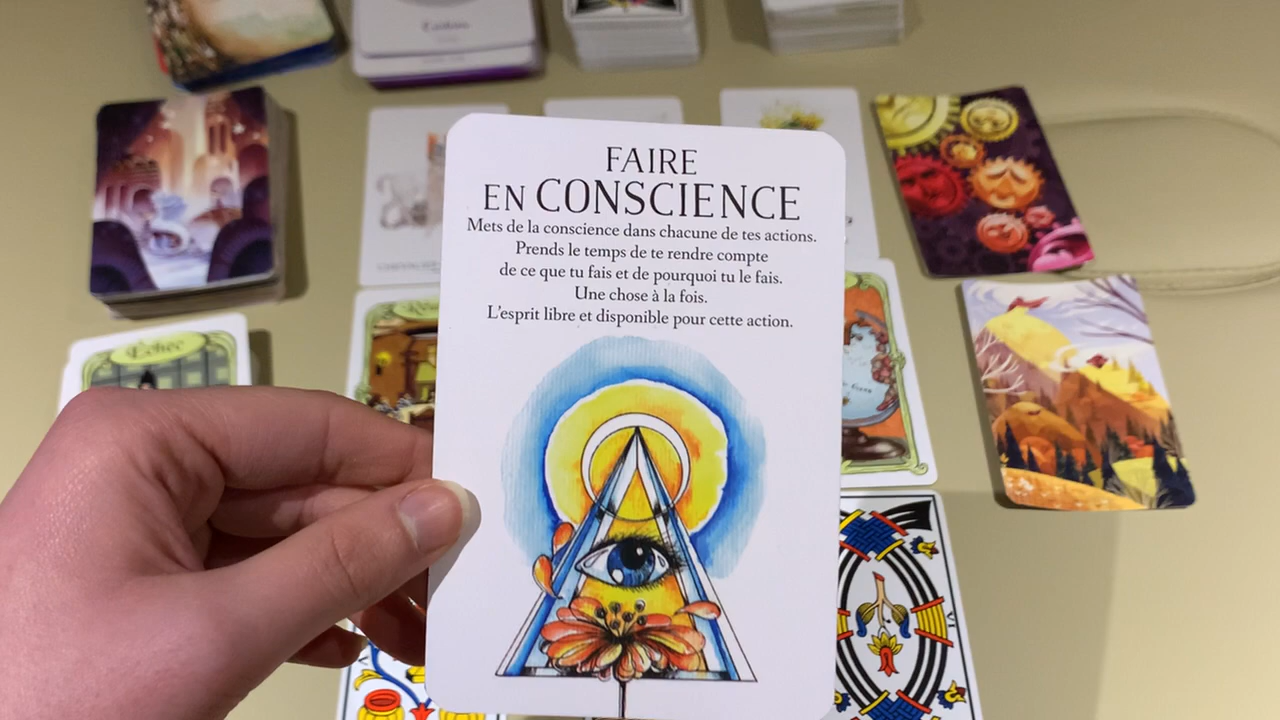 FAIRE
EN CONSCIENCE
Mets de la conscience dans chacune de tes actions.
Prends le temps de te rendre compte
de ce que tu fais et de pourquoi tu le fais.
Une chose à la fois.
L'esprit libre et disponible pour cette action.
Échec
VI